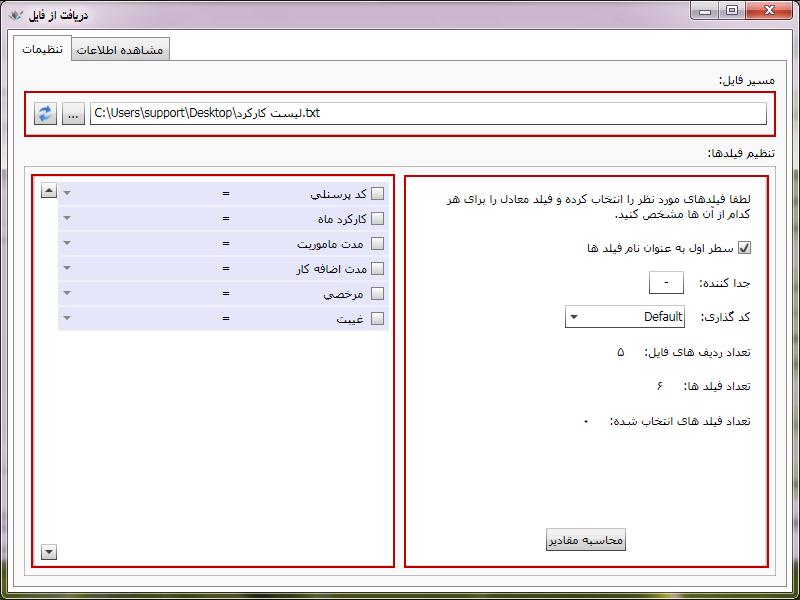 دریافت از فایل
تنظیمات
مشاهده اطلاعات
مسیر فایل:
...
C:\Users\support\Desktop\لیست کارکرد.txt
تنظیم فیلدها:
لطفا فیلدهای مورد نظر را انتخاب کرده و فیلد معادل را برای هر
کدام از آن ها مشخص کنید.
سطر اول به عنوان نام فیلد ها
جدا کننده: -
کد گذاری: Default
تعداد ردیف های فایل: ۵
تعداد فیلد ها: ۶
تعداد فیلد های انتخاب شده: ۰
محاسبه مقادیر
کد پرسنلی =
کارکرد ماه =
مدت ماموریت =
مدت اضافه کار =
مرخصی =
غیبت =